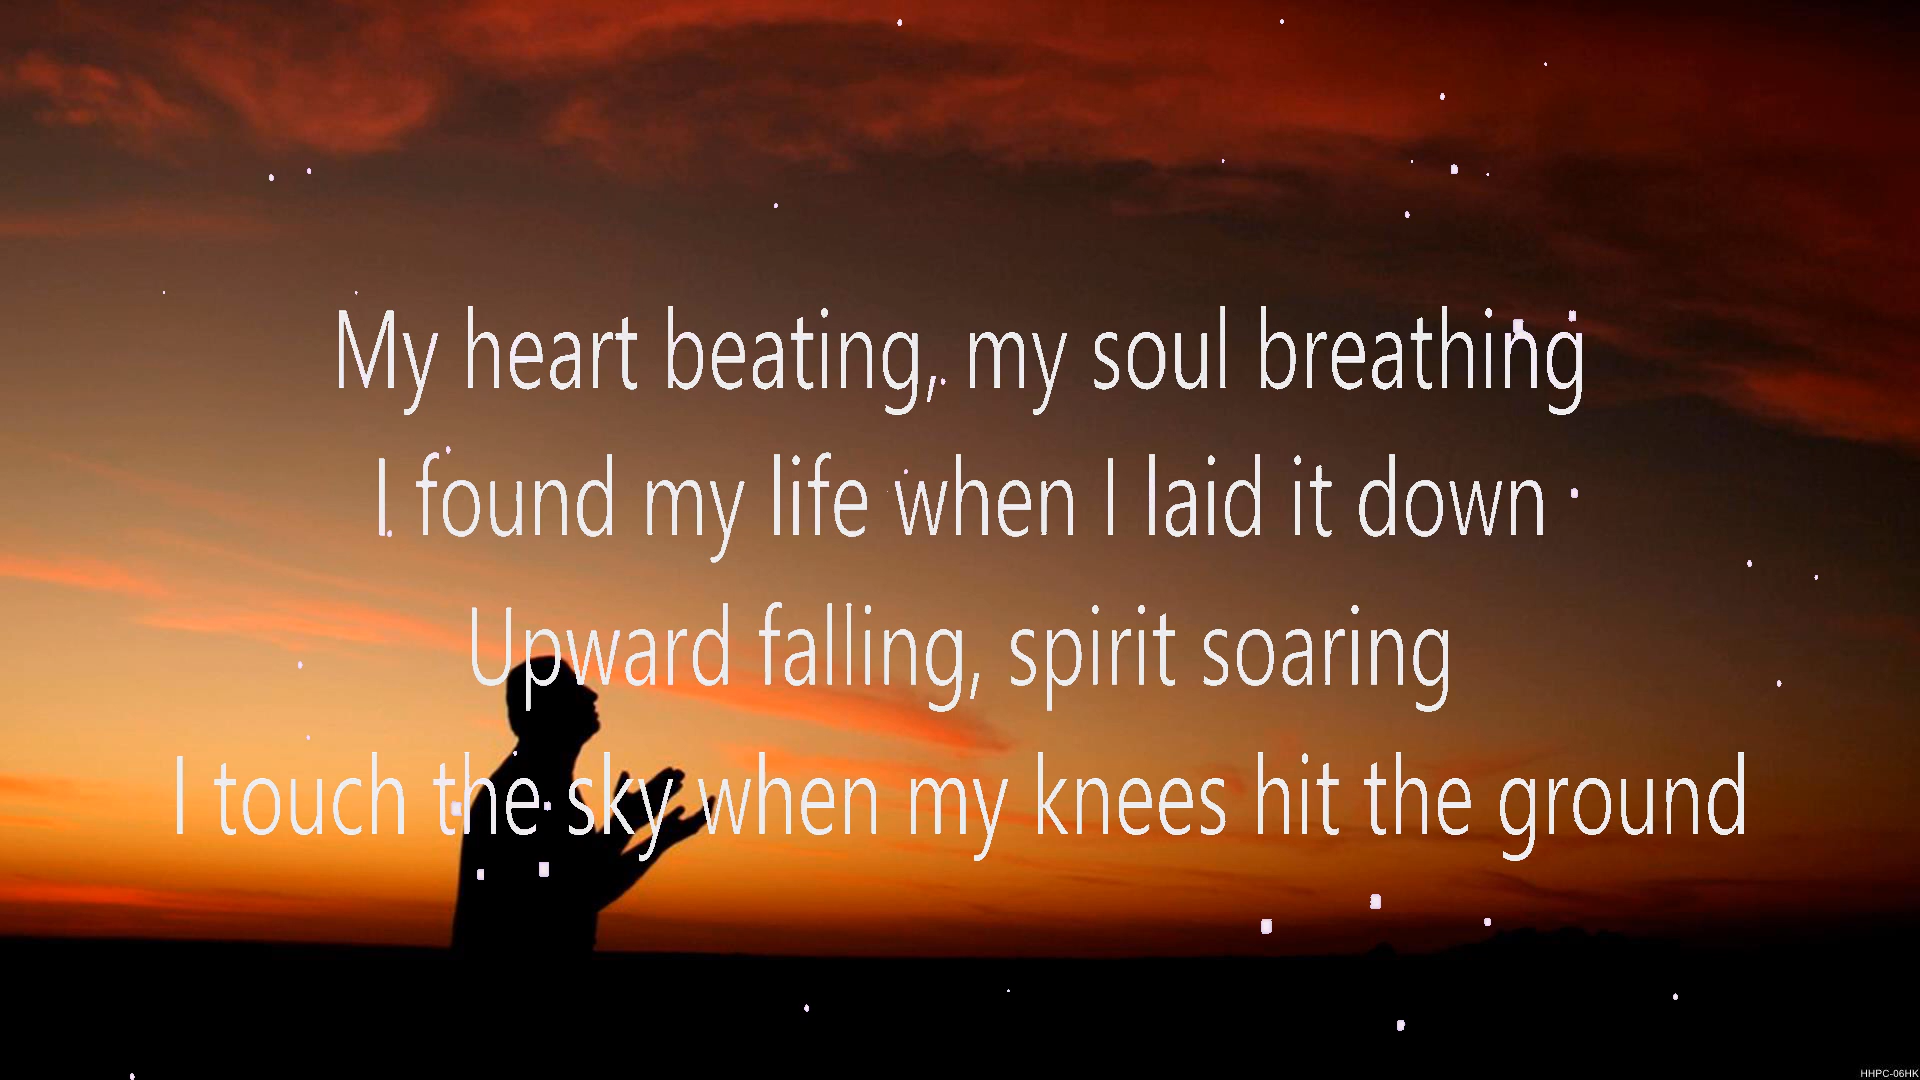 My heart beating, my soul breathing
I found my life when I laid it down
Upward falling, spirit soaring
I touch the sky when my knees hit the ground
HHPC-06HK